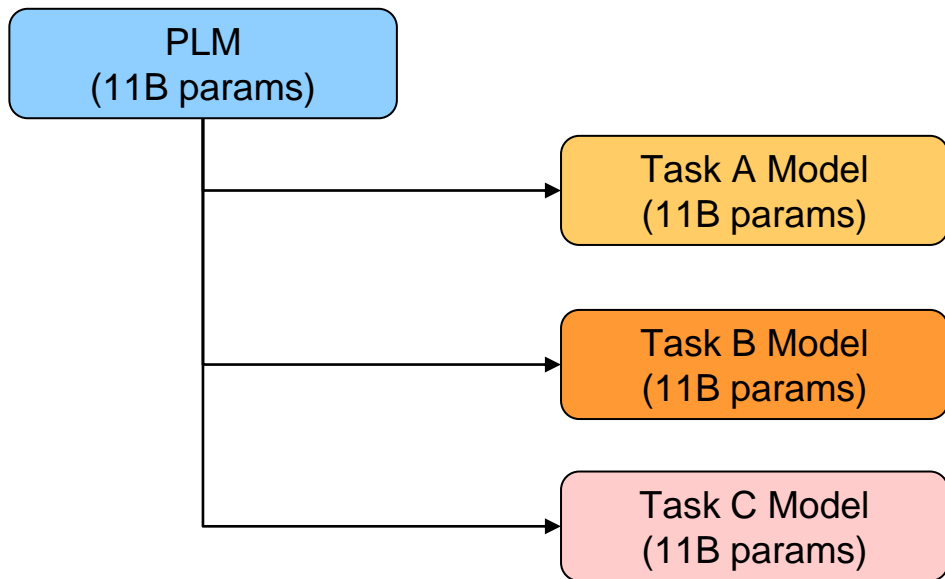 PLM
(11B params)
Task A Model
(11B params)
Task B Model
(11B params)
Task C Model
(11B params)